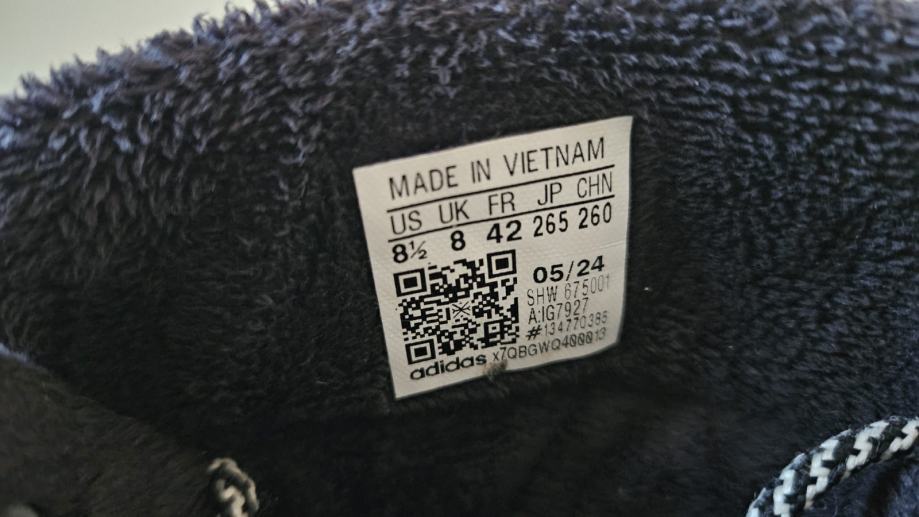 MADE IN VIETNAM
US UK FR JP CHN
8½ 8 42 265 260
05/24
SHW 675001
A:IG7927
#134770385
adidas x7QBGWQ400013